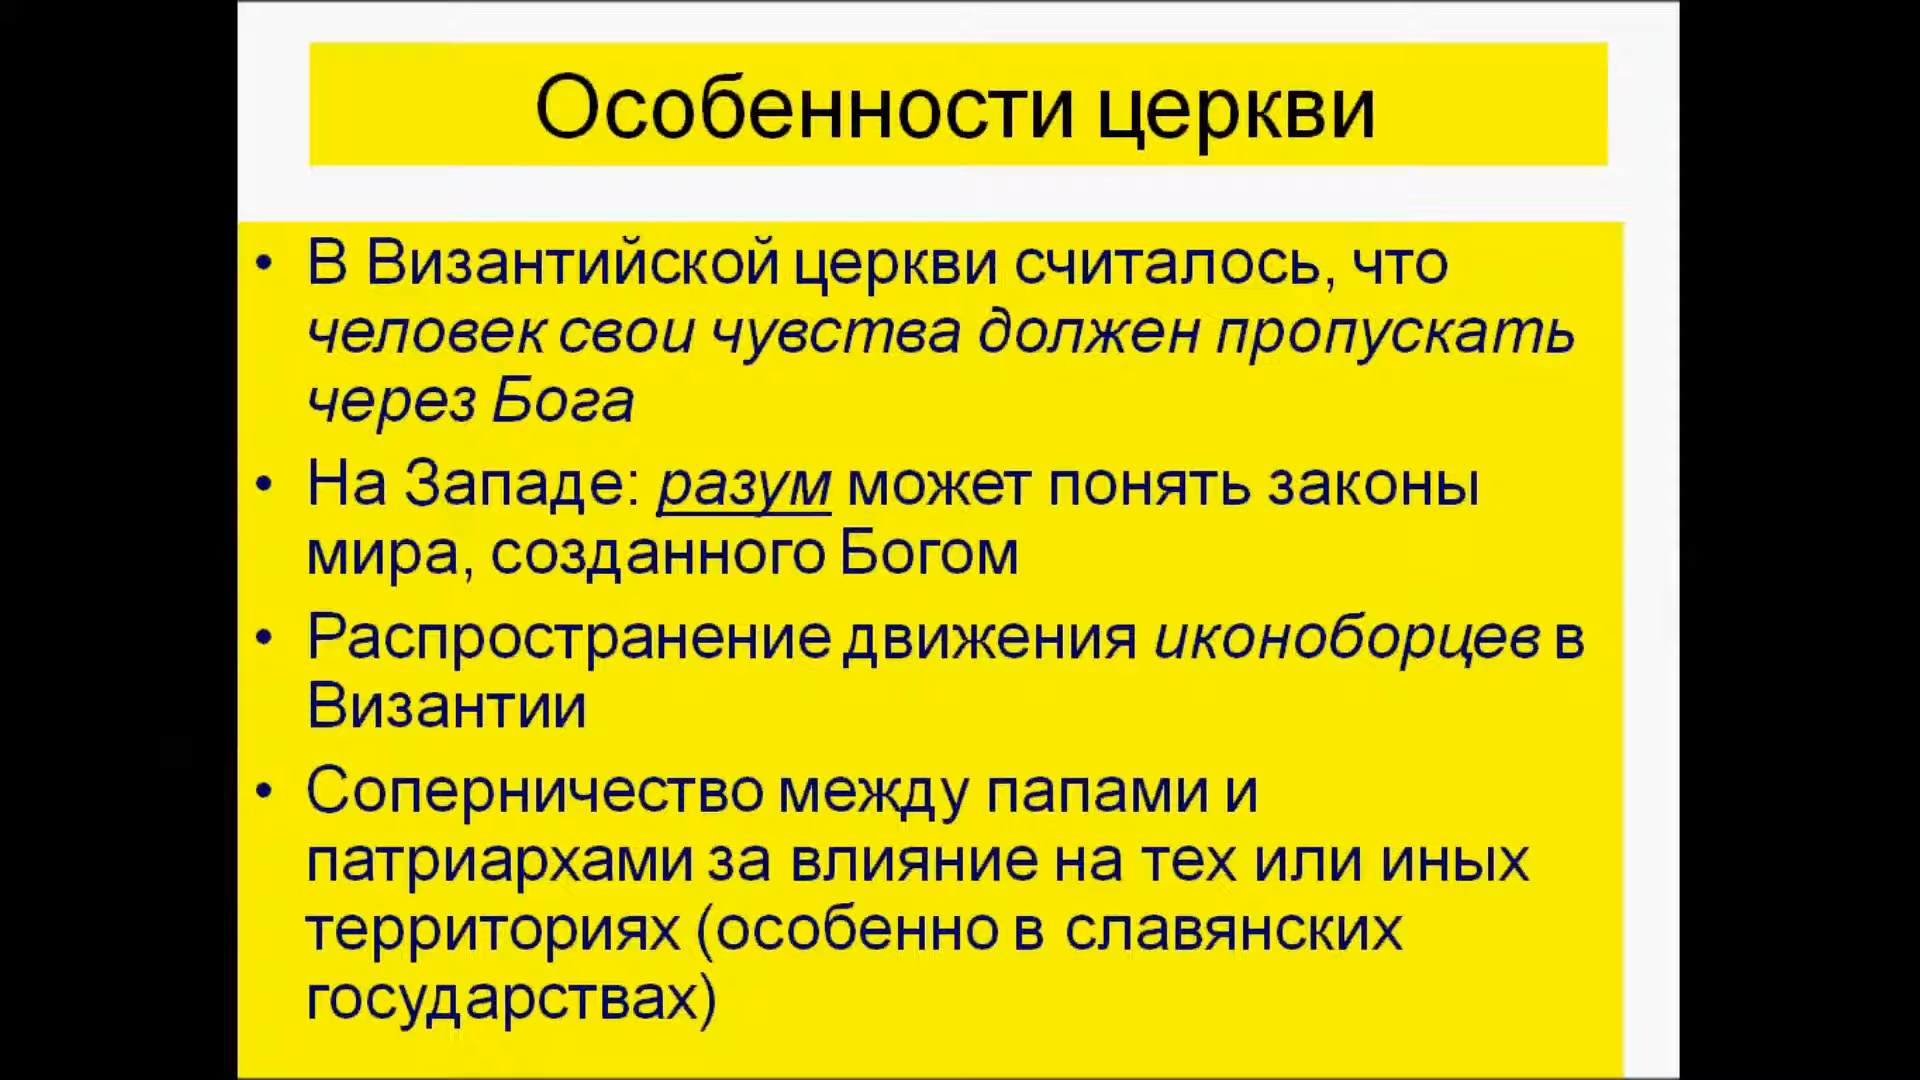 Особенности церкви
• В Византийской церкви считалось, что
человек свои чувства должен пропускать
через Бога
• На Западе: разум может понять законы
мира, созданного Богом
• Распространение движения иконоборцев в
Византии
• Соперничество между папами и
патриархами за влияние на тех или иных
территориях (особенно в славянских
государствах)